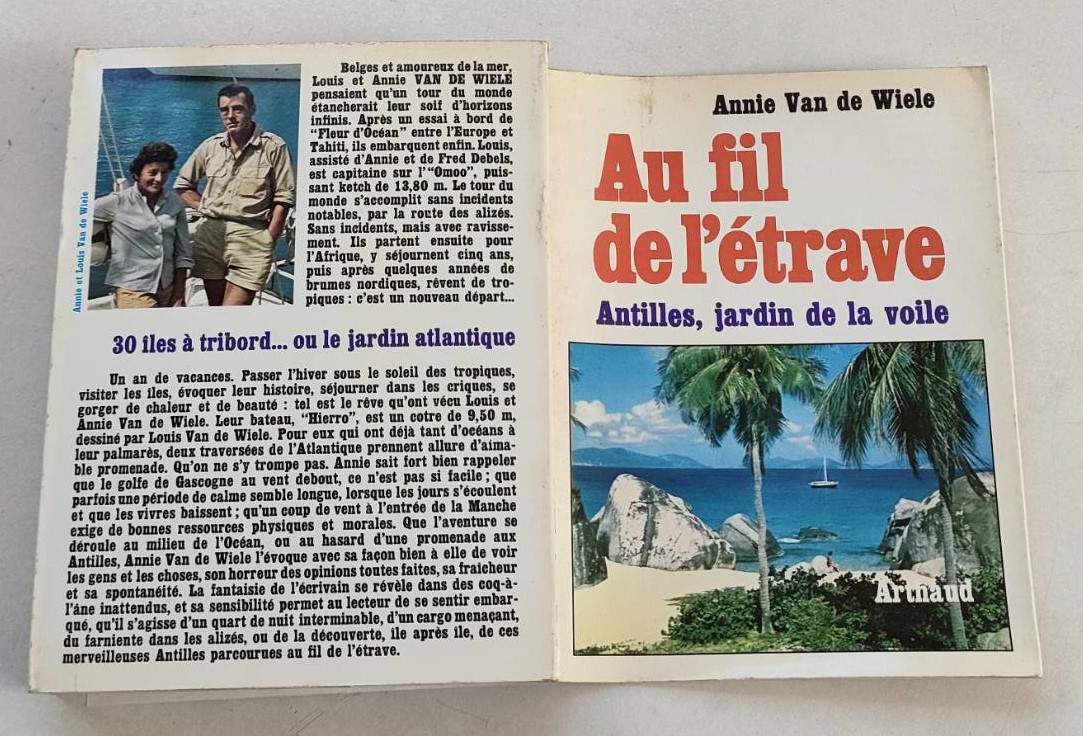 Annie et Louis Van de Wiele
Belges et amoureux de la mer,
Louis et Annie VAN DE WIELE
pensaient qu'un tour du monde
étancherait leur soif d'horizons
infinis. Après un essai à bord de
"Fleur d'Océan" entre l'Europe et
Tahiti, ils embarquent enfin. Louis,
assisté d'Annie et de Fred Debels,
est capitaine sur l'"Omoo", puis-
sant ketch de 13,80 m. Le tour du
monde s'accomplit sans incidents
notables, par la route des alizés.
Sans incidents, mais avec ravisse-
ment. Ils partent ensuite pour
l'Afrique, y séjournent cinq ans,
puis après quelques années de
brumes nordiques, rêvent de tro-
piques : c'est un nouveau départ...
30 îles à tribord... ou le jardin atlantique
Un an de vacances. Passer l'hiver sous le soleil des tropiques,
visiter les îles, évoquer leur histoire, séjourner dans les criques, se
gorger de chaleur et de beauté : tel est le rêve qu'ont vécu Louis et
Annie Van de Wiele. Leur bateau, "Hierro", est un cotre de 9,50 m,
dessiné par Louis Van de Wiele. Pour eux qui ont déjà tant d'océans à
leur palmarès, deux traversées de l'Atlantique prennent allure d'aima-
ble promenade. Qu'on ne s'y trompe pas. Annie sait fort bien rappeler
que le golfe de Gascogne au vent debout, ce n'est pas si facile ; que
parfois une période de calme semble longue, lorsque les jours s'écoulent
et que les vivres baissent ; qu'un coup de vent à l'entrée de la Manche
exige de bonnes ressources physiques et morales. Que l'aventure se
déroule au milieu de l'Océan, ou au hasard d'une promenade aux
Antilles, Annie Van de Wiele l'évoque avec sa façon bien à elle de voir
les gens et les choses, son horreur des opinions toutes faites, sa fraîcheur
et sa spontanéité. La fantaisie de l'écrivain se révèle dans des coq-à-
l'âne inattendus, et sa sensibilité permet au lecteur de se sentir embar-
qué, qu'il s'agisse d'un quart de nuit interminable, d'un cargo menaçant,
du farniente dans les alizés, ou de la découverte, île après île, de ces
merveilleuses Antilles parcourues au fil de l'étrave.
Annie Van de Wiele
Au fil
de l'étrave
Antilles, jardin de la voile
Arthaud